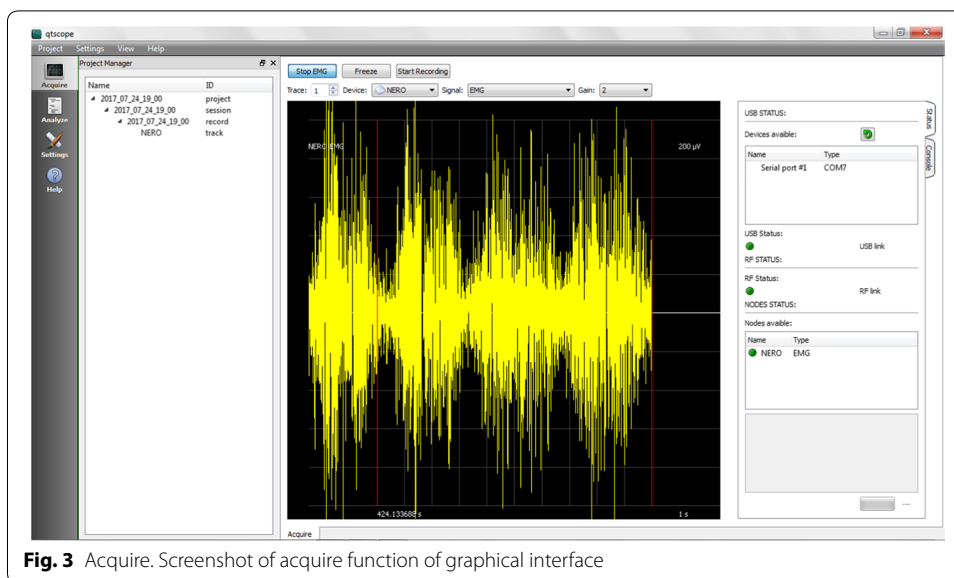 qtscope
Project Settings View Help
Acquire
Analyze
Settings
Help
Project Manager
Name ID
2017_07_24_19_00 project
2017_07_24_19_00 session
2017_07_24_19_00 record
NERO track
Stop EMG Freeze Start Recording
Trace: 1 Device: NERO Signal: EMG Gain: 2
NERO EMG 200 µV
424.133688 s 1 s
Acquire
USB STATUS:
Devices avaible:
Name Type
Serial port #1 COM7
USB Status:
USB link
RF STATUS:
RF Status:
RF link
NODES STATUS:
Nodes avaible:
Name Type
NERO EMG
Status
Console
Fig. 3 Acquire. Screenshot of acquire function of graphical interface